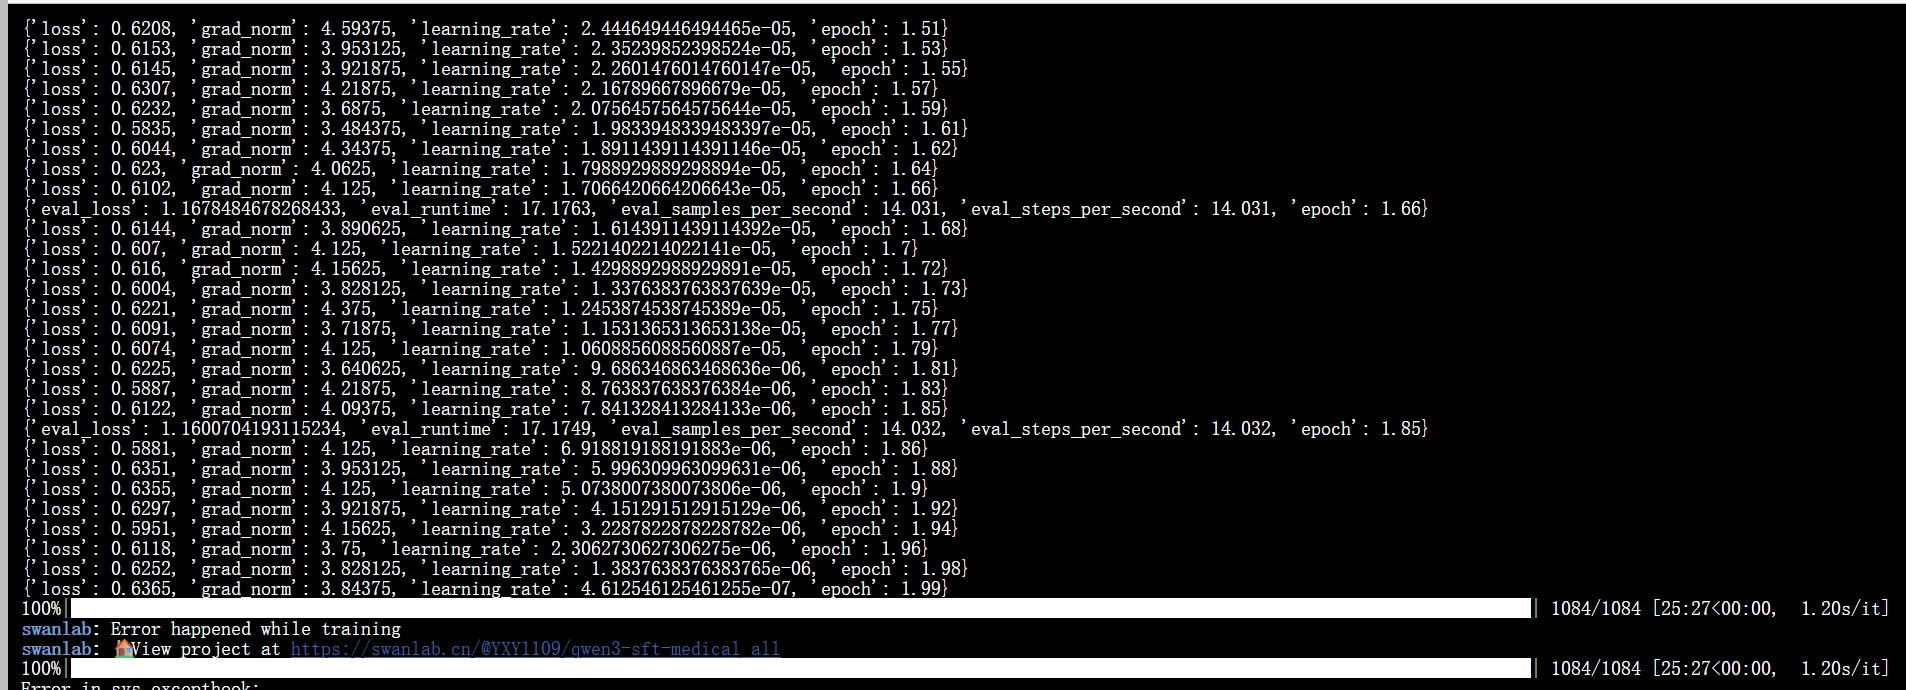 {'loss': 0.6208, 'grad_norm': 4.59375, 'learning_rate': 2.444649446494465e-05, 'epoch': 1.51}
{'loss': 0.6153, 'grad_norm': 3.953125, 'learning_rate': 2.35239852398524e-05, 'epoch': 1.53}
{'loss': 0.6145, 'grad_norm': 3.921875, 'learning_rate': 2.2601476014760147e-05, 'epoch': 1.55}
{'loss': 0.6307, 'grad_norm': 4.21875, 'learning_rate': 2.16789667896679e-05, 'epoch': 1.57}
{'loss': 0.6232, 'grad_norm': 3.6875, 'learning_rate': 2.0756457564575644e-05, 'epoch': 1.59}
{'loss': 0.5835, 'grad_norm': 3.484375, 'learning_rate': 1.9833948339483397e-05, 'epoch': 1.61}
{'loss': 0.6044, 'grad_norm': 4.34375, 'learning_rate': 1.8911439114391146e-05, 'epoch': 1.62}
{'loss': 0.623, 'grad_norm': 4.0625, 'learning_rate': 1.7988929889298894e-05, 'epoch': 1.64}
{'loss': 0.6102, 'grad_norm': 4.125, 'learning_rate': 1.7066420664206643e-05, 'epoch': 1.66}
{'eval_loss': 1.1678484678268433, 'eval_runtime': 17.1763, 'eval_samples_per_second': 14.031, 'eval_steps_per_second': 14.031, 'epoch': 1.66}
{'loss': 0.6144, 'grad_norm': 3.890625, 'learning_rate': 1.6143911439114392e-05, 'epoch': 1.68}
{'loss': 0.607, 'grad_norm': 4.125, 'learning_rate': 1.5221402214022141e-05, 'epoch': 1.7}
{'loss': 0.616, 'grad_norm': 4.15625, 'learning_rate': 1.4298892988929891e-05, 'epoch': 1.72}
{'loss': 0.6004, 'grad_norm': 3.828125, 'learning_rate': 1.3376383763837639e-05, 'epoch': 1.73}
{'loss': 0.6221, 'grad_norm': 4.375, 'learning_rate': 1.2453874538745389e-05, 'epoch': 1.75}
{'loss': 0.6091, 'grad_norm': 3.71875, 'learning_rate': 1.1531365313653138e-05, 'epoch': 1.77}
{'loss': 0.6074, 'grad_norm': 4.125, 'learning_rate': 1.0608856088560887e-05, 'epoch': 1.79}
{'loss': 0.6225, 'grad_norm': 3.640625, 'learning_rate': 9.686346863468636e-06, 'epoch': 1.81}
{'loss': 0.5887, 'grad_norm': 4.21875, 'learning_rate': 8.763837638376384e-06, 'epoch': 1.83}
{'loss': 0.6122, 'grad_norm': 4.09375, 'learning_rate': 7.841328413284133e-06, 'epoch': 1.85}
{'eval_loss': 1.1600704193115234, 'eval_runtime': 17.1749, 'eval_samples_per_second': 14.032, 'eval_steps_per_second': 14.032, 'epoch': 1.85}
{'loss': 0.5881, 'grad_norm': 4.125, 'learning_rate': 6.918819188191883e-06, 'epoch': 1.86}
{'loss': 0.6351, 'grad_norm': 3.953125, 'learning_rate': 5.996309963099631e-06, 'epoch': 1.88}
{'loss': 0.6355, 'grad_norm': 4.125, 'learning_rate': 5.0738007380073806e-06, 'epoch': 1.9}
{'loss': 0.6297, 'grad_norm': 3.921875, 'learning_rate': 4.151291512915129e-06, 'epoch': 1.92}
{'loss': 0.5951, 'grad_norm': 4.15625, 'learning_rate': 3.2287822878228782e-06, 'epoch': 1.94}
{'loss': 0.6118, 'grad_norm': 3.75, 'learning_rate': 2.3062730627306275e-06, 'epoch': 1.96}
{'loss': 0.6252, 'grad_norm': 3.828125, 'learning_rate': 1.3837638376383765e-06, 'epoch': 1.98}
{'loss': 0.6365, 'grad_norm': 3.84375, 'learning_rate': 4.612546125461255e-07, 'epoch': 1.99}
100%| | 1084/1084 [25:27<00:00, 1.20s/it]
swanlab: Error happened while training
swanlab: 🏠View project at https://swanlab.cn/@YXY1109/qwen3-sft-medical_all
100%| | 1084/1084 [25:27<00:00, 1.20s/it]
Error in sys.excepthook: